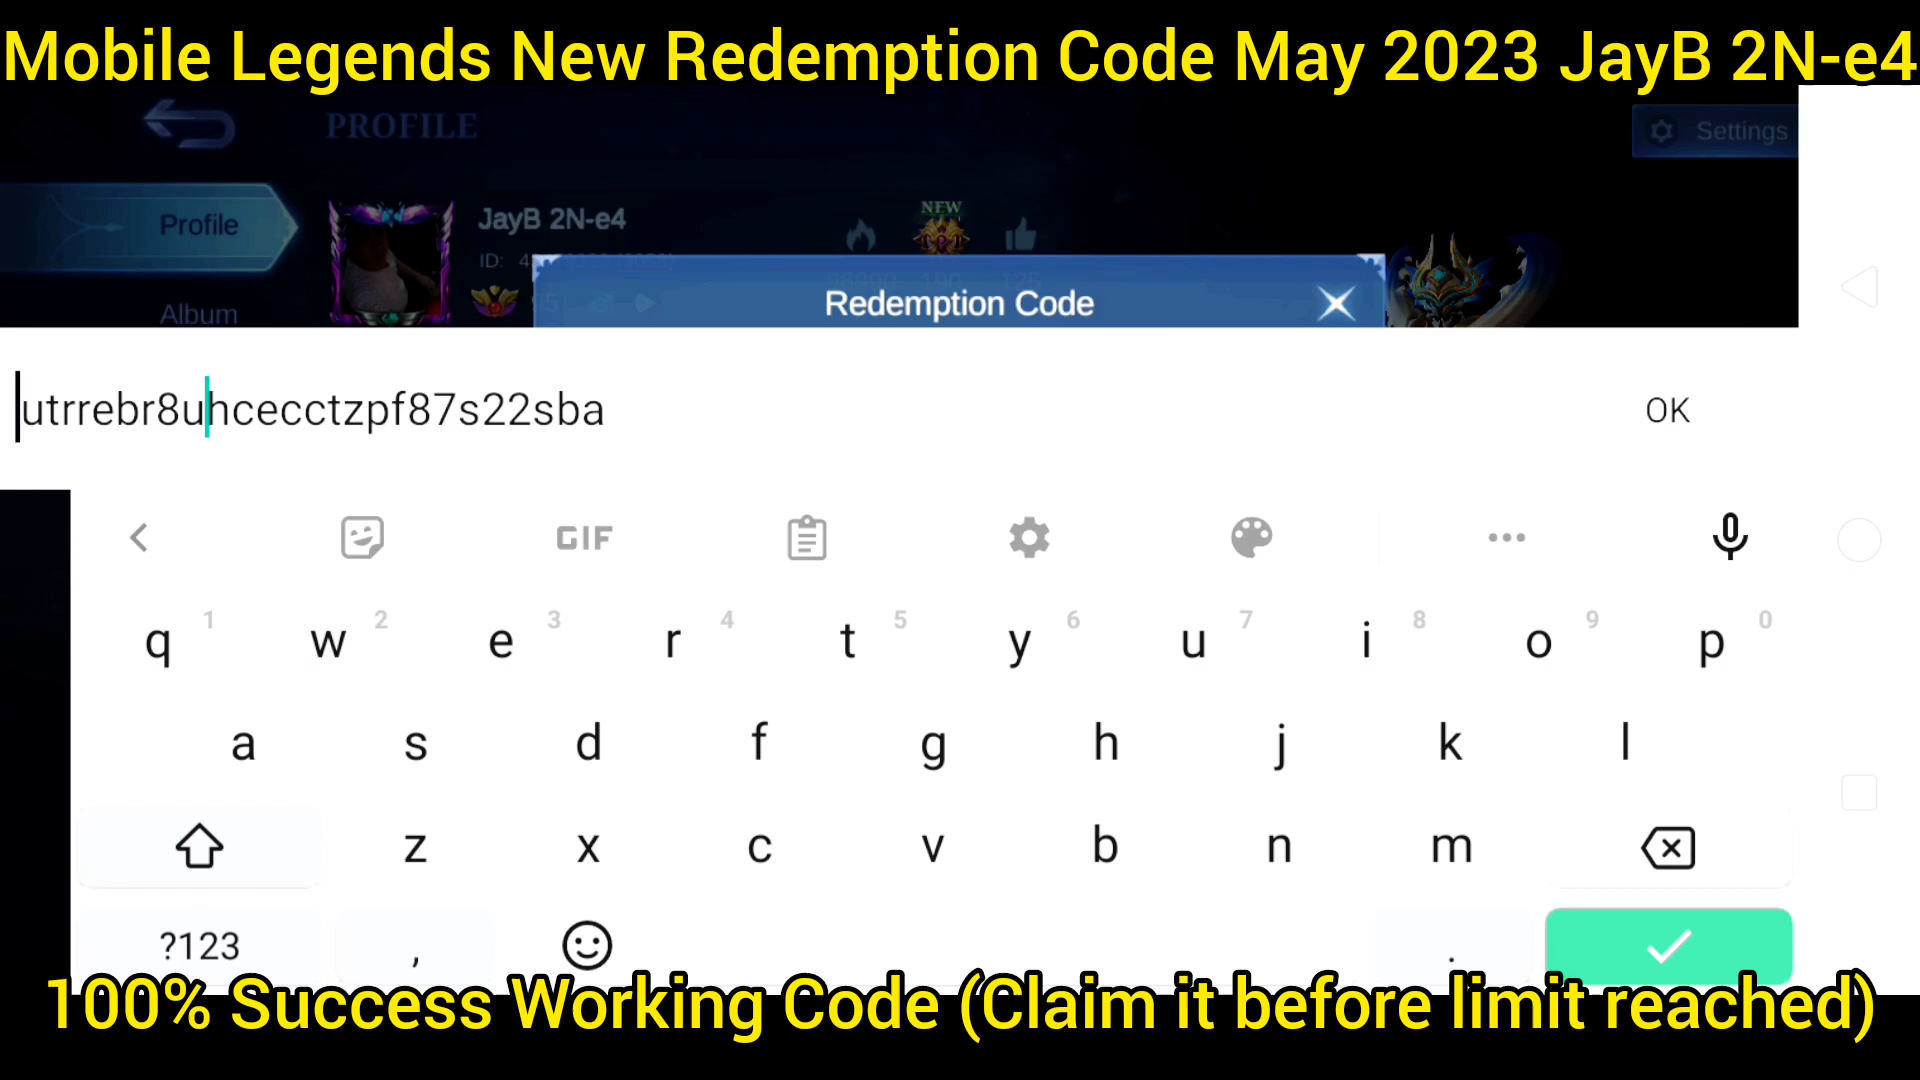 Mobile Legends New Redemption Code May 2023 JayB 2N-e4
PROFILE
Settings
Profile
JayB 2N-e4
NEW
ID:
Album
Redemption Code
utrrebr8uhcecctzpf87s22sba
OK
GIF
1 2 3 4 5 6 7 8 9 0
q w e r t y u i o p
a s d f g h j k l
z x c v b n m
?123 , .
100% Success Working Code (Claim it before limit reached)